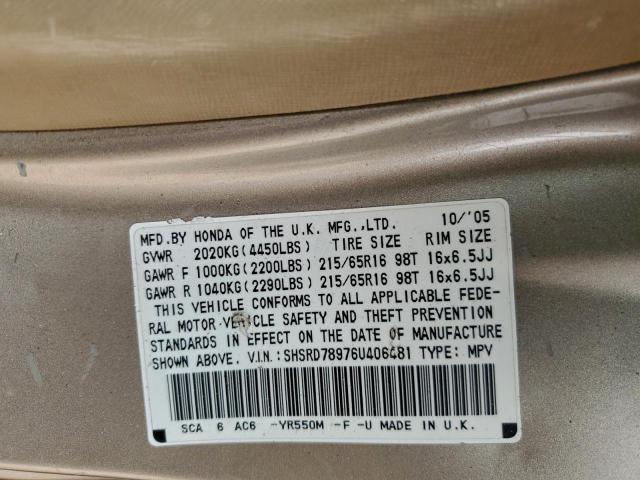 MFD.BY HONDA OF THE U.K. MFG.,LTD. 10/'05
GVWR 2020KG(4450LBS) TIRE SIZE RIM SIZE
GAWR F 1000KG(2200LBS) 215/65R16 98T 16x6.5JJ
GAWR R 1040KG(2290LBS) 215/65R16 98T 16x6.5JJ
THIS VEHICLE CONFORMS TO ALL APPLICABLE FEDE-
RAL MOTOR VEHICLE SAFETY AND THEFT PREVENTION
STANDARDS IN EFFECT ON THE DATE OF MANUFACTURE
SHOWN ABOVE. V.I.N.:SHSRD78976U406481 TYPE: MPV
SCA 6 AC6 -YR550M -F -U MADE IN U.K.